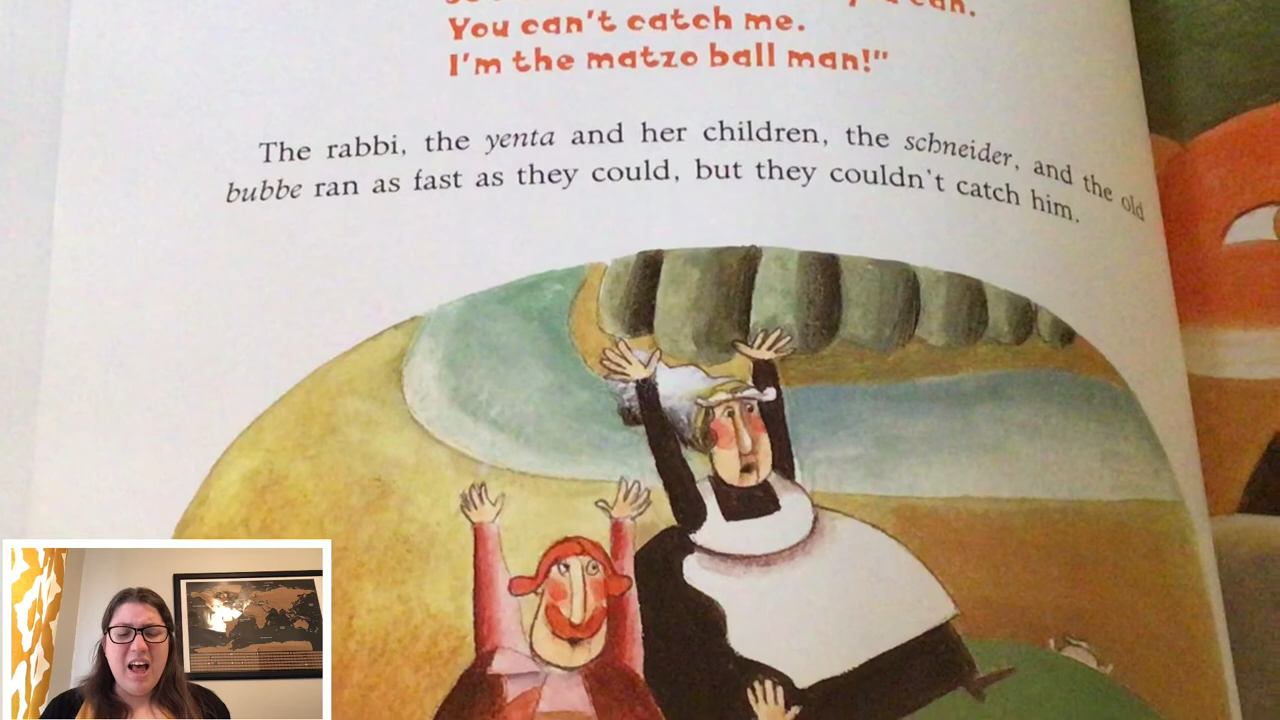 can.
You can't catch me.
I'm the matzo ball man!"
The rabbi, the yenta and her children, the schneider, and the old
bubbe ran as fast as they could, but they couldn't catch him.